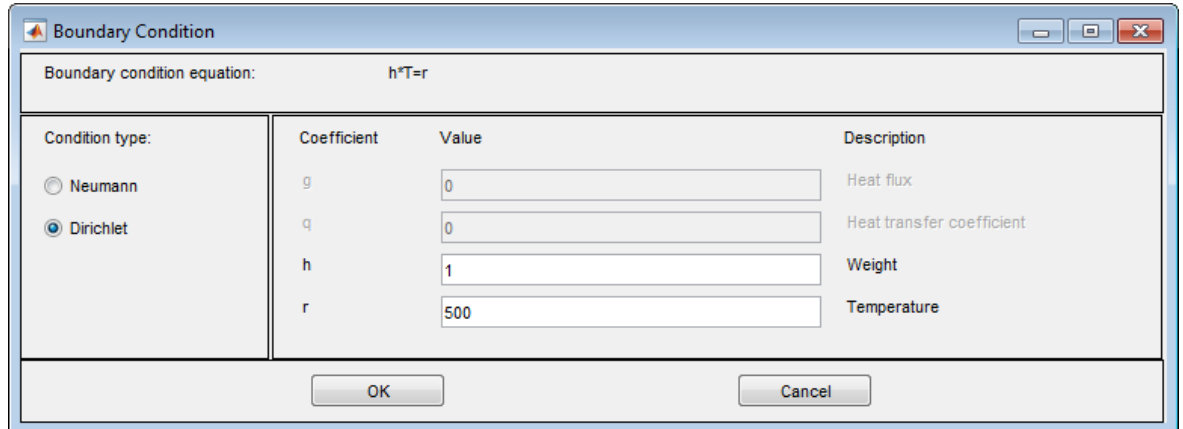 Boundary Condition
Boundary condition equation: h*T=r
Condition type:
Neumann
Dirichlet
Coefficient Value Description
g 0 Heat flux
q 0 Heat transfer coefficient
h 1 Weight
r 500 Temperature
OK Cancel